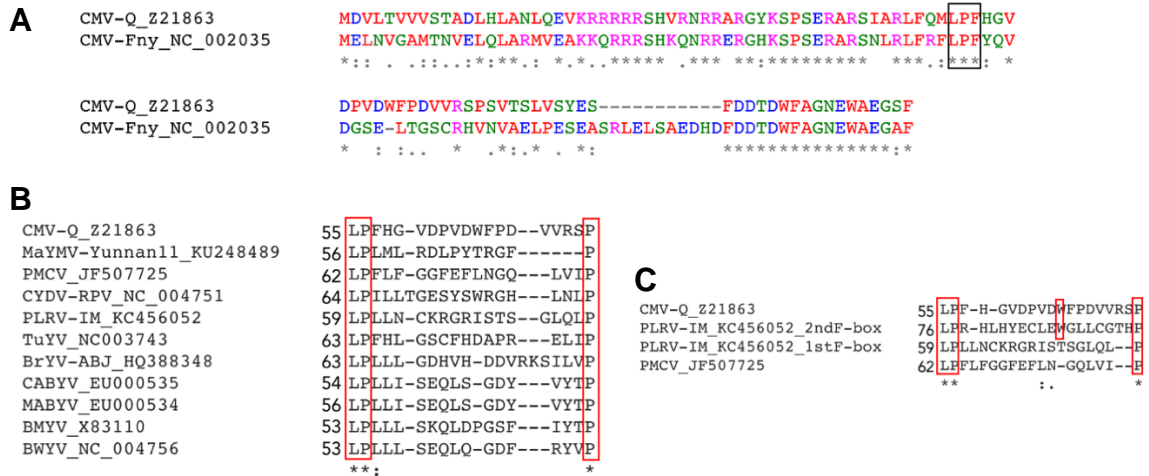 A
CMV-Q_Z21863 MDVLTVVVSTADLHLANLQEVKRRRRRSHVRNRRARGYKSPSERARSIARLFQMLPFHGV
CMV-Fny_NC_002035 MELNVGAMTNVELQLARMVEAKKQRRRSHKQNRRERGHKSPSERARSNLRLFRFLPFYQV
*:: . .::..:*:**.: *.*..***** .*** **:********* ***.:***: *
CMV-Q_Z21863 DPVDWFPDVVRSPSVTSLVSYES-----------FDDTDWFAGNEWAEGSF
CMV-Fny_NC_002035 DGSE-LTGSCRHVNVAELPESEASRLELSAEDHDFDDTDWFAGNEWAEGAF
* : :.. * .*:.* . *: ***************:*
B
CMV-Q_Z21863 55 LPFHG-VDPVDWFPD--VVRSP
MaYMV-Yunnan11_KU248489 56 LPLML-RDLPYTRGF------P
PMCV_JF507725 62 LPFLF-GGFEFLNGQ---LVIP
CYDV-RPV_NC_004751 64 LPILLTGESYSWRGH---LNLP
PLRV-IM_KC456052 59 LPLLN-CKRGRISTS--GLQLP
TuYV_NC003743 63 LPFHL-GSCFHDAPR---ELIP
BrYV-ABJ_HQ388348 63 LPLLL-GDHVH-DDVRKSILVP
CABYV_EU000535 54 LPLLI-SEQLS-GDY---VYTP
MABYV_EU000534 56 LPLLI-SEQLS-GDY---VYTP
BMYV_X83110 53 LPLLL-SKQLDPGSF---IYTP
BWYV_NC_004756 53 LPLLL-SEQLQ-GDF---RYVP
**: *
C
CMV-Q_Z21863 55 LPF-H-GVDPVDWFPDVVRSP
PLRV-IM_KC456052_2ndF-box 76 LPR-HLHYECLEWGLLCGTHP
PLRV-IM_KC456052_1stF-box 59 LPLLNCKRGRISTSGLQL--P
PMCV_JF507725 62 LPFLFGGFEFLN-GQLVI--P
** :. *